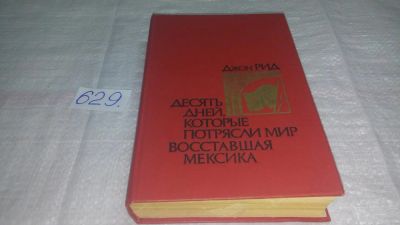 629.
Джон РИД
ДЕСЯТЬ
ДНЕЙ,
КОТОРЫЕ
ПОТРЯСЛИ МИР
ВОССТАВШАЯ
МЕКСИКА